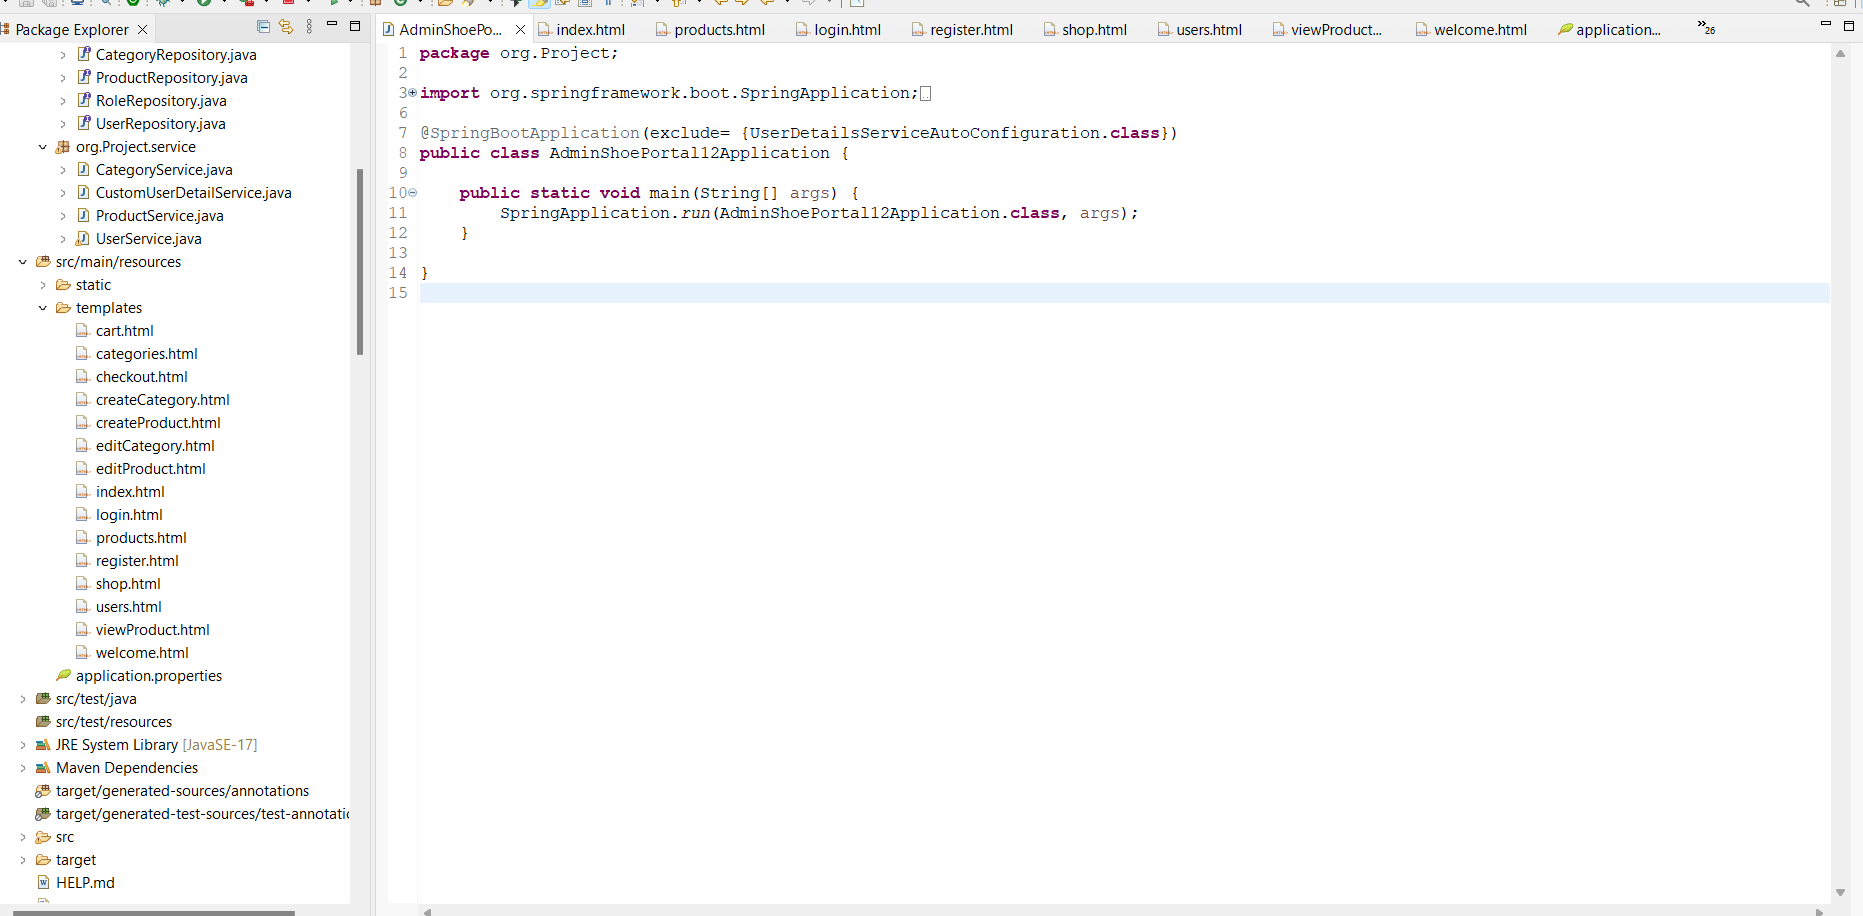 Package Explorer
CategoryRepository.java
ProductRepository.java
RoleRepository.java
UserRepository.java
org.Project.service
CategoryService.java
CustomUserDetailService.java
ProductService.java
UserService.java
src/main/resources
static
templates
cart.html
categories.html
checkout.html
createCategory.html
createProduct.html
editCategory.html
editProduct.html
index.html
login.html
products.html
register.html
shop.html
users.html
viewProduct.html
welcome.html
application.properties
src/test/java
src/test/resources
JRE System Library [JavaSE-17]
Maven Dependencies
target/generated-sources/annotations
target/generated-test-sources/test-annotatic
src
target
HELP.md
AdminShoePo... index.html products.html login.html register.html shop.html users.html viewProduct... welcome.html application... »26
1 package org.Project;
2
3 import org.springframework.boot.SpringApplication;
6
7 @SpringBootApplication(exclude= {UserDetailsServiceAutoConfiguration.class})
8 public class AdminShoePortal12Application {
9
10 public static void main(String[] args) {
11 SpringApplication.run(AdminShoePortal12Application.class, args);
12 }
13
14 }
15